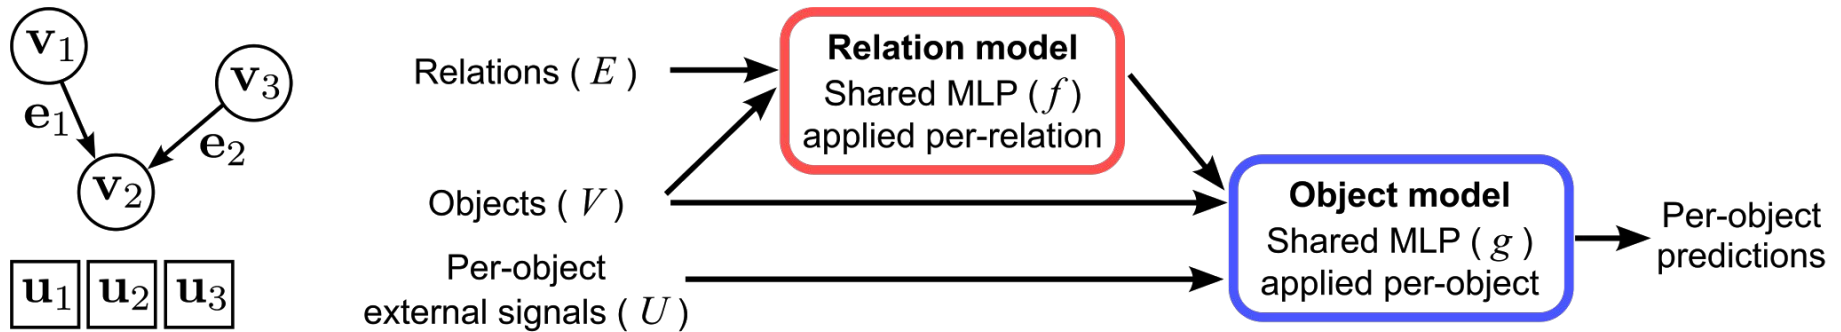 v1
v3
e1
e2
v2
u1 u2 u3
Relations ( E )
Objects ( V )
Per-object
external signals ( U )
Relation model
Shared MLP ( f )
applied per-relation
Object model
Shared MLP ( g )
applied per-object
Per-object
predictions